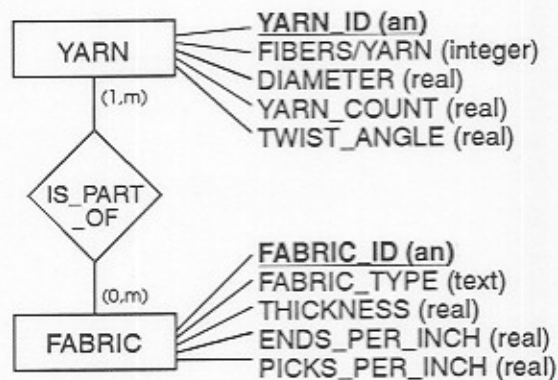 YARN
YARN_ID (an)
FIBERS/YARN (integer)
DIAMETER (real)
YARN_COUNT (real)
TWIST_ANGLE (real)
(1,m)
IS_PART
_OF
(0,m)
FABRIC
FABRIC_ID (an)
FABRIC_TYPE (text)
THICKNESS (real)
ENDS_PER_INCH (real)
PICKS_PER_INCH (real)